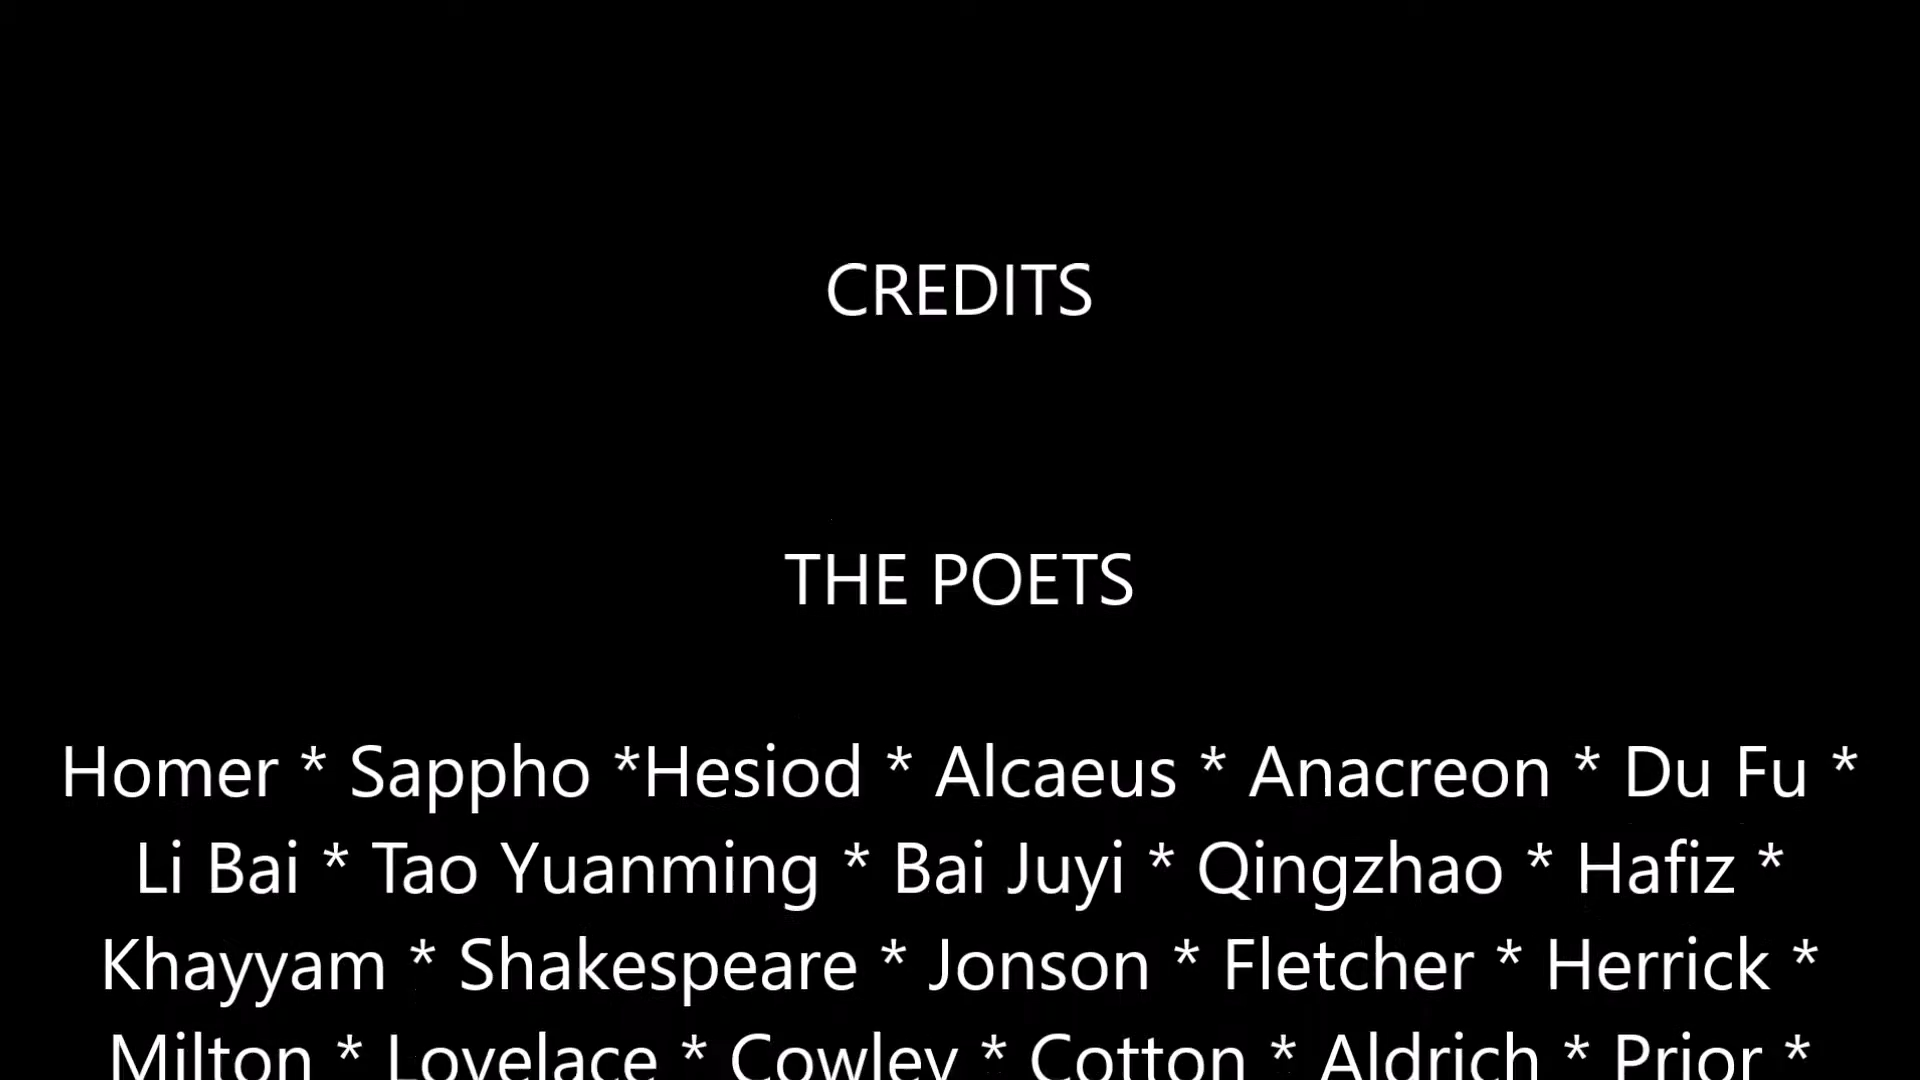 CREDITS
THE POETS
Homer * Sappho *Hesiod * Alcaeus * Anacreon * Du Fu *
Li Bai * Tao Yuanming * Bai Juyi * Qingzhao * Hafiz *
Khayyam * Shakespeare * Jonson * Fletcher * Herrick *
Milton * Lovelace * Cowley * Cotton * Aldrich * Prior *